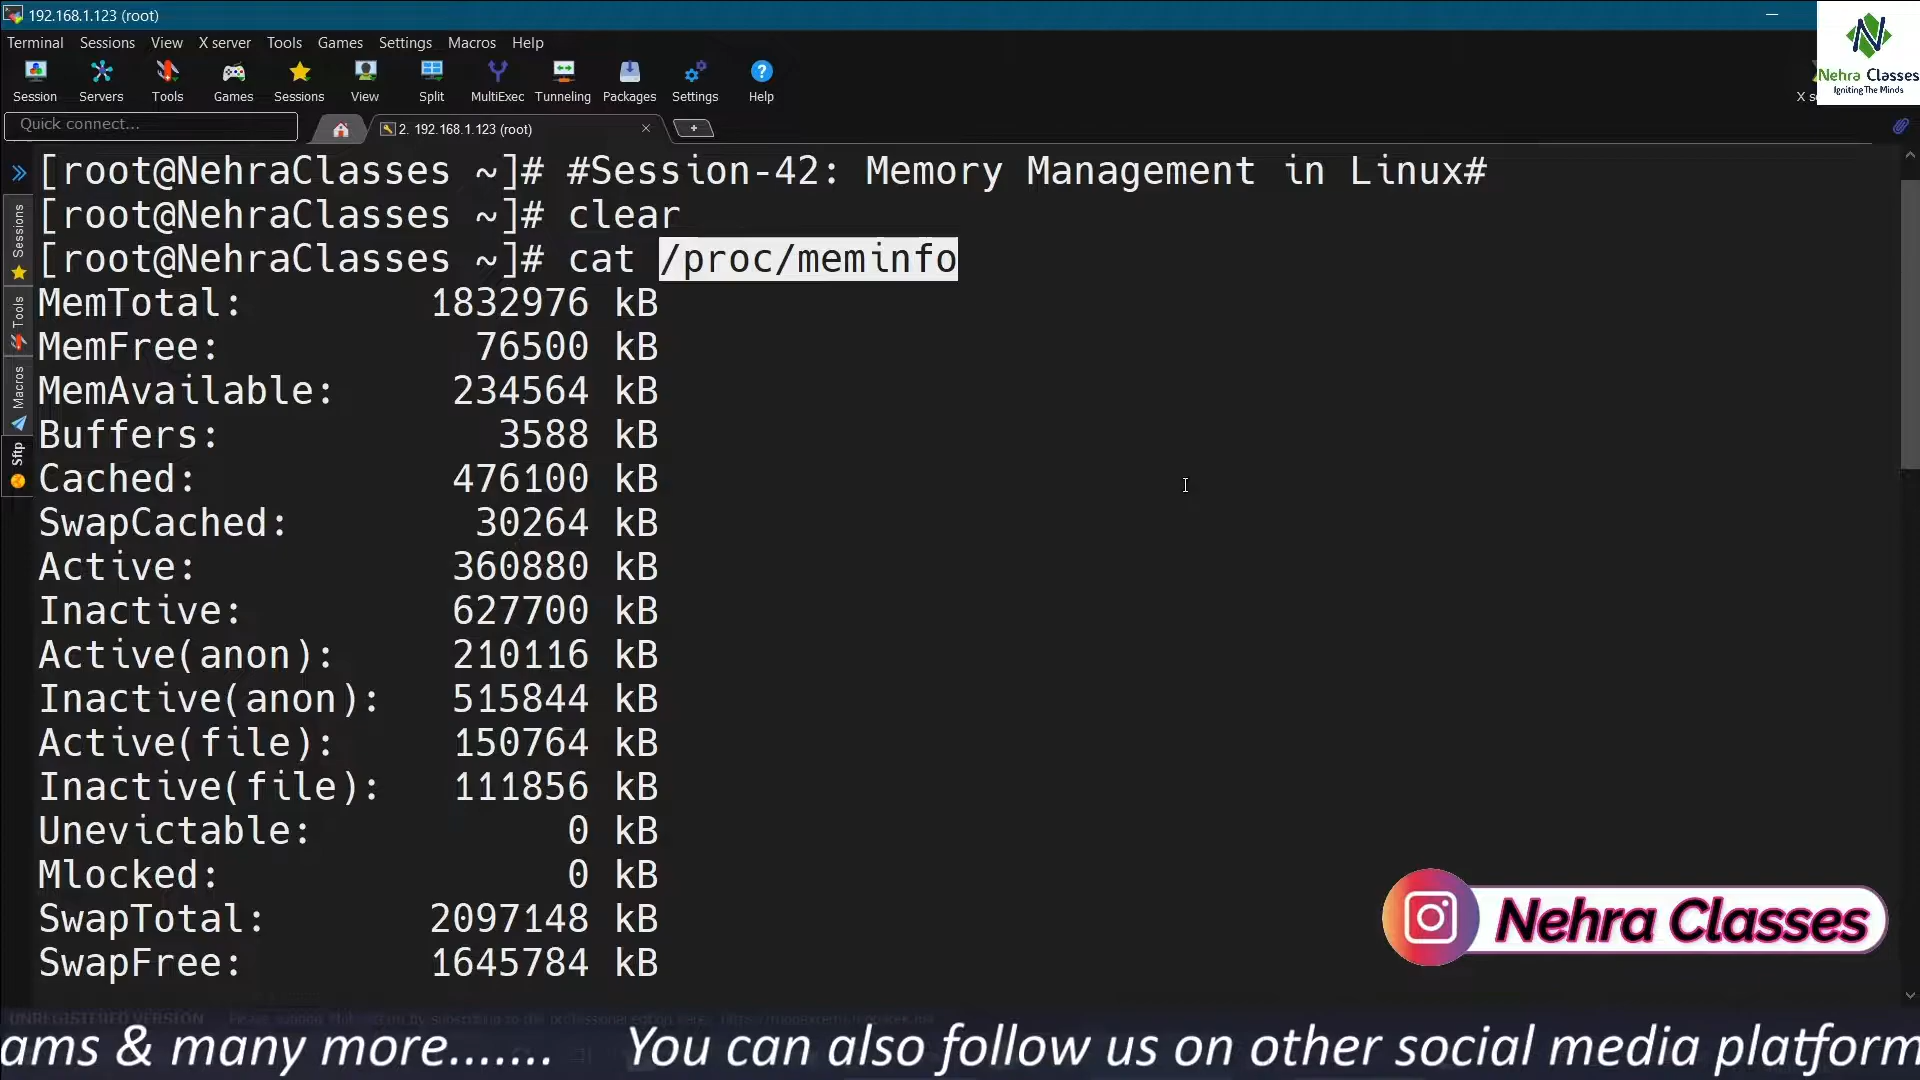 192.168.1.123 (root)
Terminal Sessions View X server Tools Games Settings Macros Help
Session Servers Tools Games Sessions View Split MultiExec Tunneling Packages Settings Help
Nehra Classes
Igniting The Minds
Quick connect...
2. 192.168.1.123 (root)
Sessions
Tools
Macros
Sftp
[root@NehraClasses ~]# #Session-42: Memory Management in Linux#
[root@NehraClasses ~]# clear
[root@NehraClasses ~]# cat /proc/meminfo
MemTotal: 1832976 kB
MemFree: 76500 kB
MemAvailable: 234564 kB
Buffers: 3588 kB
Cached: 476100 kB
SwapCached: 30264 kB
Active: 360880 kB
Inactive: 627700 kB
Active(anon): 210116 kB
Inactive(anon): 515844 kB
Active(file): 150764 kB
Inactive(file): 111856 kB
Unevictable: 0 kB
Mlocked: 0 kB
SwapTotal: 2097148 kB
SwapFree: 1645784 kB
Nehra Classes
UNREGISTERED VERSION
ams & many more....... You can also follow us on other social media platform